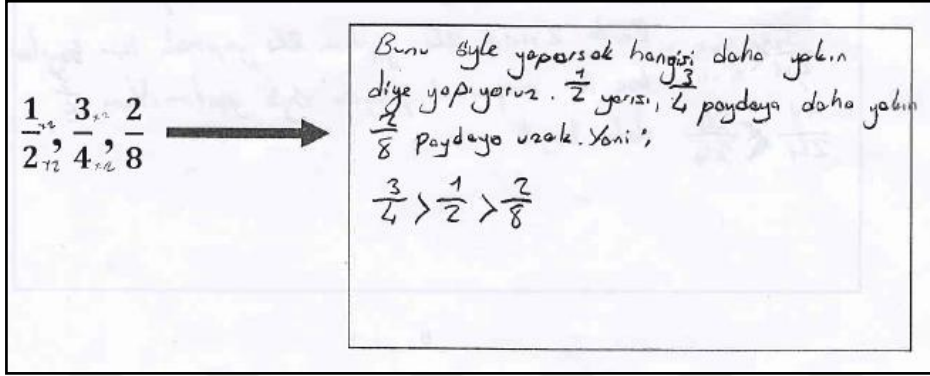 1/2, 3/4, 2/8
Bunu şyle yaparsak hangisi daha yakın
diye yapıyoruz. 1/2 yarısı, 3/4 paydaya daha yakın
2/8 paydaya uzak. Yani;
3/4 > 1/2 > 2/8